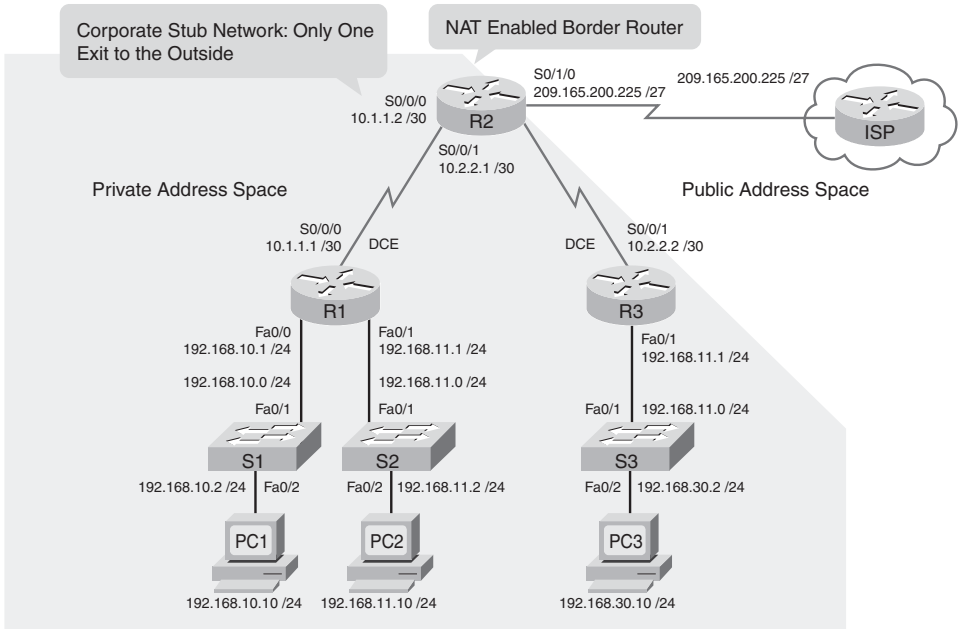 Corporate Stub Network: Only One
Exit to the Outside
NAT Enabled Border Router
S0/1/0
209.165.200.225 /27
209.165.200.225 /27
S0/0/0
10.1.1.2 /30
R2
ISP
S0/0/1
10.2.2.1 /30
Private Address Space
Public Address Space
S0/0/0
10.1.1.1 /30
DCE
DCE
S0/0/1
10.2.2.2 /30
R1
R3
Fa0/0
192.168.10.1 /24
Fa0/1
192.168.11.1 /24
Fa0/1
192.168.11.1 /24
192.168.10.0 /24
192.168.11.0 /24
Fa0/1
Fa0/1
Fa0/1
192.168.11.0 /24
S1
S2
S3
192.168.10.2 /24
Fa0/2
Fa0/2
192.168.11.2 /24
Fa0/2
192.168.30.2 /24
PC1
PC2
PC3
192.168.10.10 /24
192.168.11.10 /24
192.168.30.10 /24